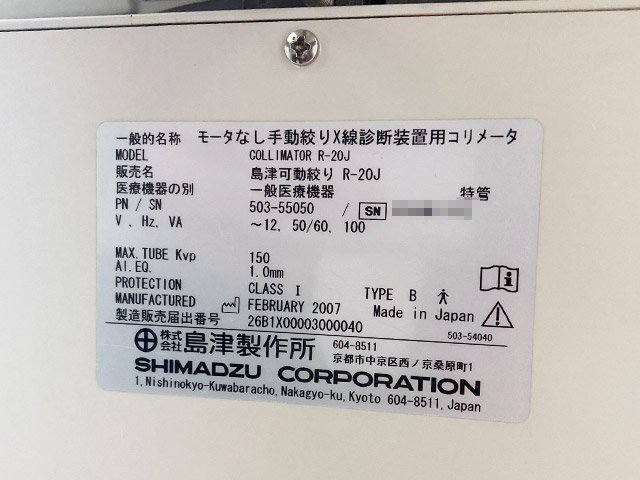 一般的名称 モータなし手動絞りX線診断装置用コリメータ
MODEL COLLIMATOR R-20J
販売名 島津可動絞り R-20J
医療機器の別 一般医療機器 特管
PN / SN 503-55050 / SN
V, Hz, VA ～12, 50/60, 100
MAX. TUBE Kvp 150
Al. EQ. 1.0mm
PROTECTION CLASS I TYPE B
MANUFACTURED FEBRUARY 2007 Made in Japan
製造販売届出番号 26B1X00003000040 503-54040
株式会社 島津製作所 604-8511
京都市中京区西ノ京桑原町1
SHIMADZU CORPORATION
1, Nishinokyo-Kuwabaracho, Nakagyo-ku, Kyoto 604-8511, Japan